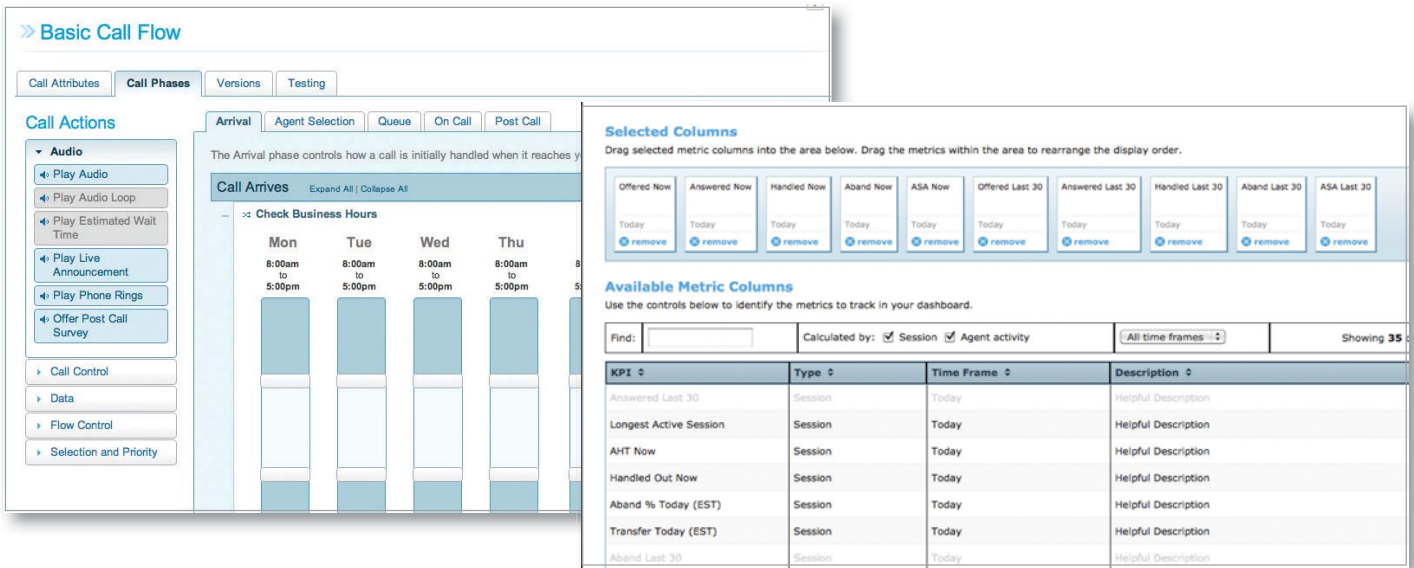 Basic Call Flow
Call Attributes
Call Phases
Versions
Testing
Call Actions
Audio
Play Audio
Play Audio Loop
Play Estimated Wait
Time
Play Live
Announcement
Play Phone Rings
Offer Post Call
Survey
Call Control
Data
Flow Control
Selection and Priority
Arrival
Agent Selection
Queue
On Call
Post Call
The Arrival phase controls how a call is initially handled when it reaches
Call Arrives Expand All | Collapse All
Check Business Hours
Mon Tue Wed Thu
8:00am 8:00am 8:00am 8:00am 8
to to to to
5:00pm 5:00pm 5:00pm 5:00pm 5:
Selected Columns
Drag selected metric columns into the area below. Drag the metrics within the area to rearrange the display order.
Offered Now Answered Now Handled Now Aband Now ASA Now Offered Last 30 Answered Last 30 Handled Last 30 Aband Last 30 ASA Last 30
Today Today Today Today Today Today Today Today Today Today
remove remove remove remove remove remove remove remove remove remove
Available Metric Columns
Use the controls below to identify the metrics to track in your dashboard.
Find: Calculated by: Session Agent activity All time frames Showing 35
KPI Type Time Frame Description
Answered Last 30 Session Today Helpful Description
Longest Active Session Session Today Helpful Description
AHT Now Session Today Helpful Description
Handled Out Now Session Today Helpful Description
Aband % Today (EST) Session Today Helpful Description
Transfer Today (EST) Session Today Helpful Description
Aband Last 30 Session Today Helpful Description